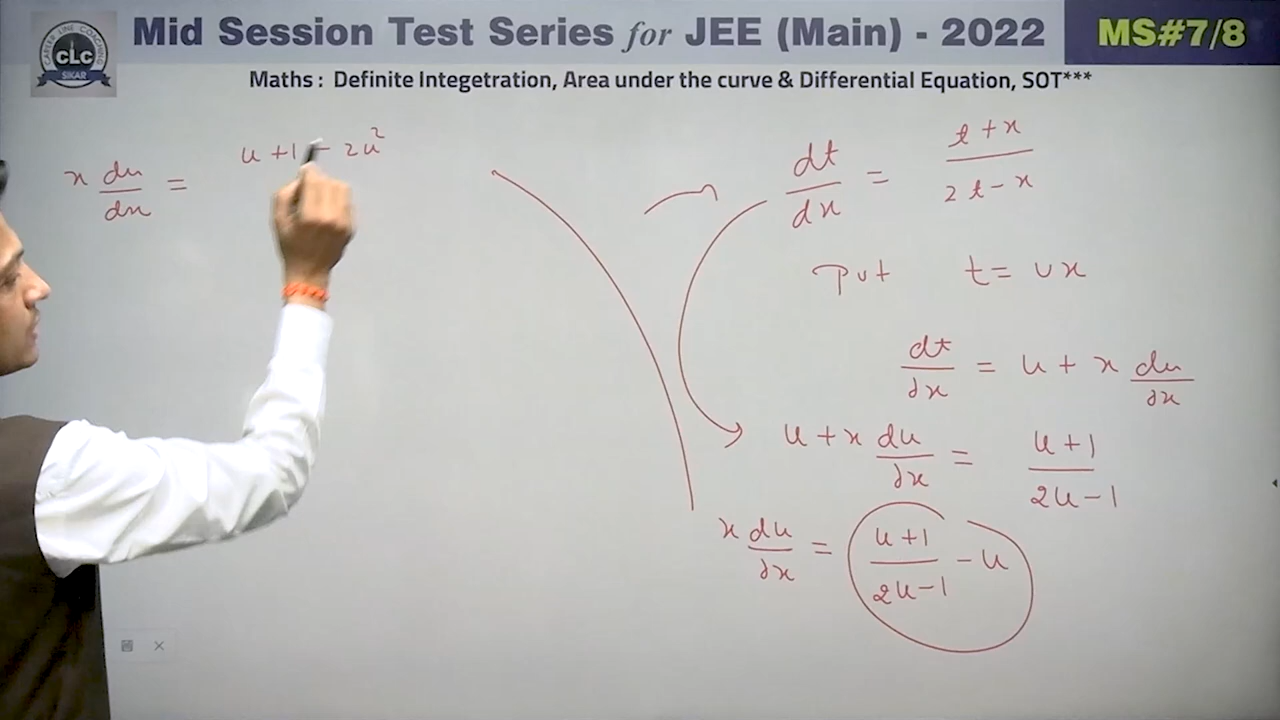 CAREER LINE COACHING
CLC
SIKAR
Mid Session Test Series for JEE (Main) - 2022
MS#7/8
Maths : Definite Integetration, Area under the curve & Differential Equation, SOT***
x du/dx = u + 1 - 2u²
dt/dx = t + x / 2t - x
Put t = ux
dt/dx = u + x du/dx
u + x du/dx = u + 1 / 2u - 1
x du/dx = u + 1 / 2u - 1 - u